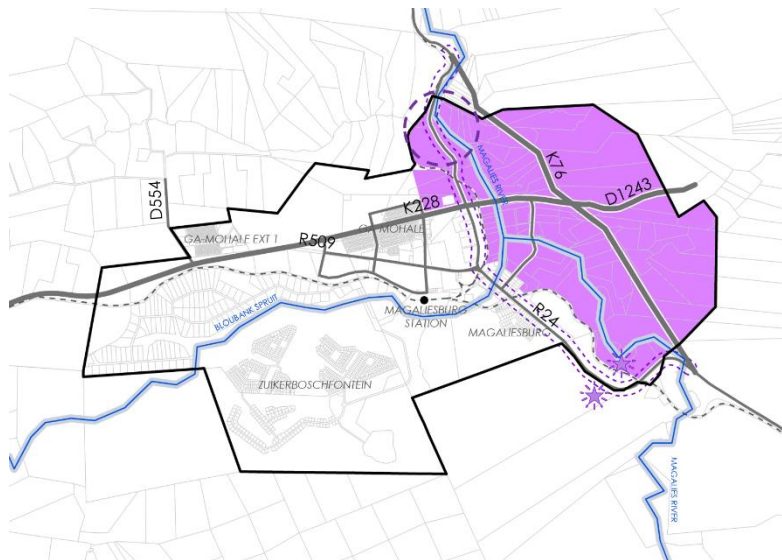 K76
D554
MAGALIES RIVER
D1243
K228
GA-MOHALE
R509
GA-MOHALE EXT 1
BLOUBANK SPRUIT
MAGALIESBURG
STATION
R24
MAGALIESBURG
ZUIKERBOSCHFONTEIN
MAGALIES RIVER